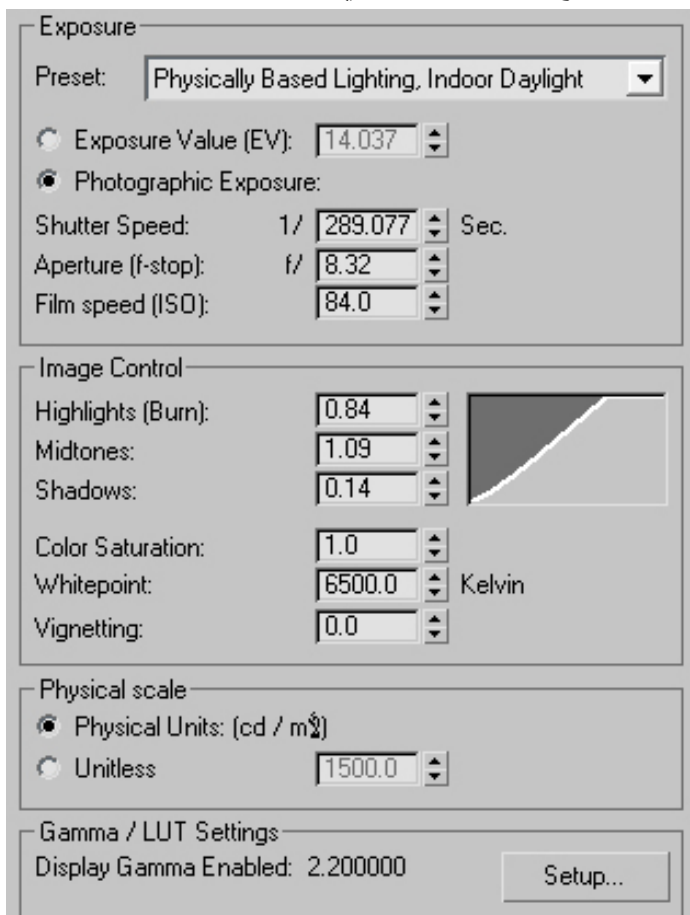 Exposure
Preset: Physically Based Lighting, Indoor Daylight
Exposure Value (EV): 14.037
Photographic Exposure:
Shutter Speed: 1/ 289.077 Sec.
Aperture (f-stop): f/ 8.32
Film speed (ISO): 84.0
Image Control
Highlights (Burn): 0.84
Midtones: 1.09
Shadows: 0.14
Color Saturation: 1.0
Whitepoint: 6500.0 Kelvin
Vignetting: 0.0
Physical scale
Physical Units: (cd / m)
Unitless 1500.0
Gamma / LUT Settings
Display Gamma Enabled: 2.200000 Setup...